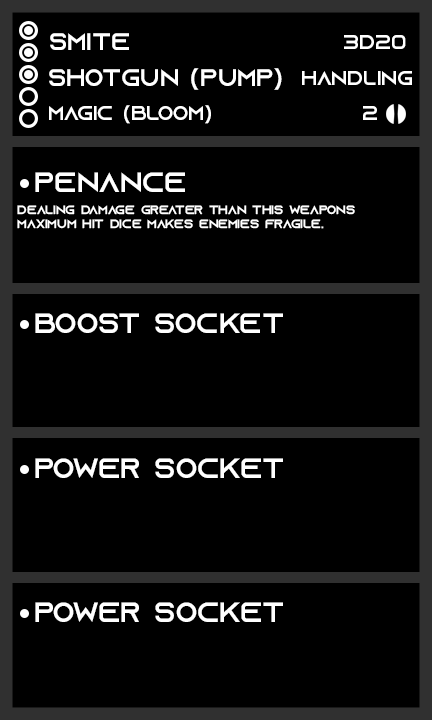 SMITE 3D20
SHOTGUN (PUMP) HANDLING
MAGIC (BLOOM) 2
•PENANCE
DEALING DAMAGE GREATER THAN THIS WEAPONS
MAXIMUM HIT DICE MAKES ENEMIES FRAGILE.
•BOOST SOCKET
•POWER SOCKET
•POWER SOCKET